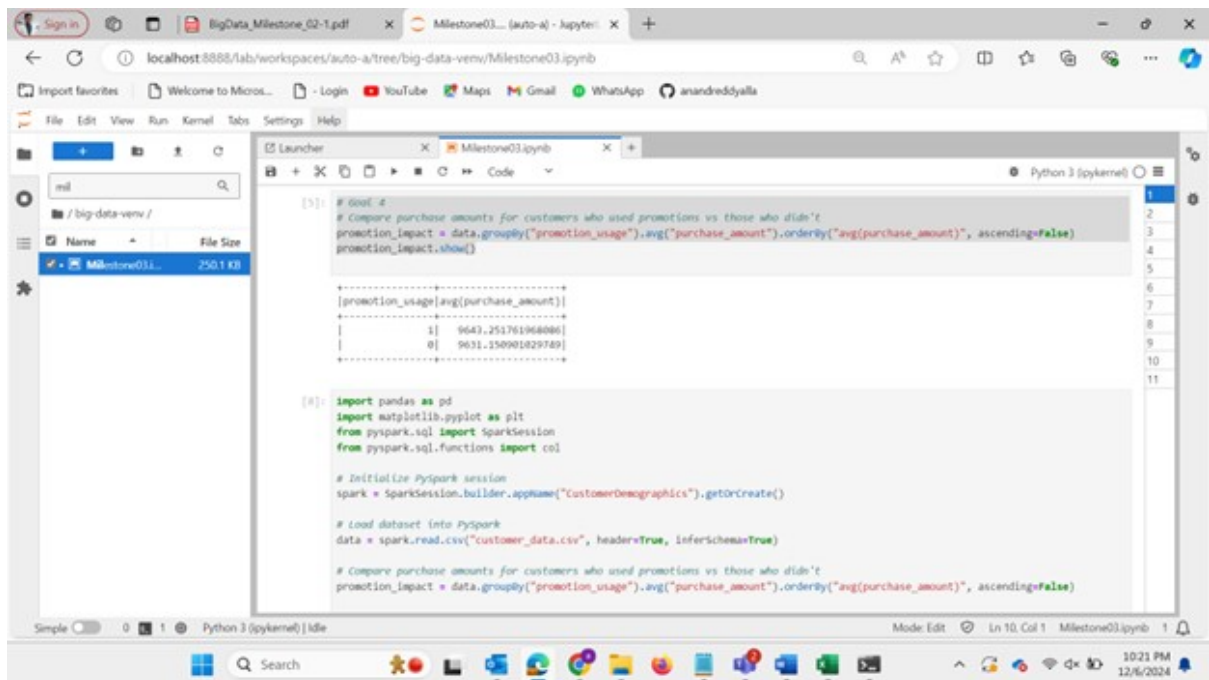 Sign in
BigData_Milestone_02-1.pdf
Milestone03.... (auto-a) - Jupyter
localhost:8888/lab/workspaces/auto-a/tree/big-data-venv/Milestone03.ipynb
Import favorites Welcome to Micros... - Login YouTube Maps Gmail WhatsApp anandreddyalla
File Edit View Run Kernel Tabs Settings Help
Launcher
Milestone03.ipynb
Code
Python 3 (ipykernel)
mil
/ big-data-venv /
Name File Size
Milestone03.i... 250.1 KB
[5]: # Goal 4
# Compare purchase amounts for customers who used promotions vs those who didn't
promotion_impact = data.groupBy("promotion_usage").avg("purchase_amount").orderBy("avg(purchase_amount)", ascending=False)
promotion_impact.show()
+---------------+--------------------+
|promotion_usage|avg(purchase_amount)|
+---------------+--------------------+
| 1| 9643.251761968086|
| 0| 9631.150901029789|
+---------------+--------------------+
[8]: import pandas as pd
import matplotlib.pyplot as plt
from pyspark.sql import SparkSession
from pyspark.sql.functions import col
# Initialize PySpark session
spark = SparkSession.builder.appName("CustomerDemographics").getOrCreate()
# Load dataset into PySpark
data = spark.read.csv("customer_data.csv", header=True, inferSchema=True)
# Compare purchase amounts for customers who used promotions vs those who didn't
promotion_impact = data.groupBy("promotion_usage").avg("purchase_amount").orderBy("avg(purchase_amount)", ascending=False)
1
2
3
4
5
6
7
8
9
10
11
Simple 0 1 Python 3 (ipykernel) | Idle Mode: Edit Ln 10, Col 1 Milestone03.ipynb 1
Search
10:21 PM
12/6/2024